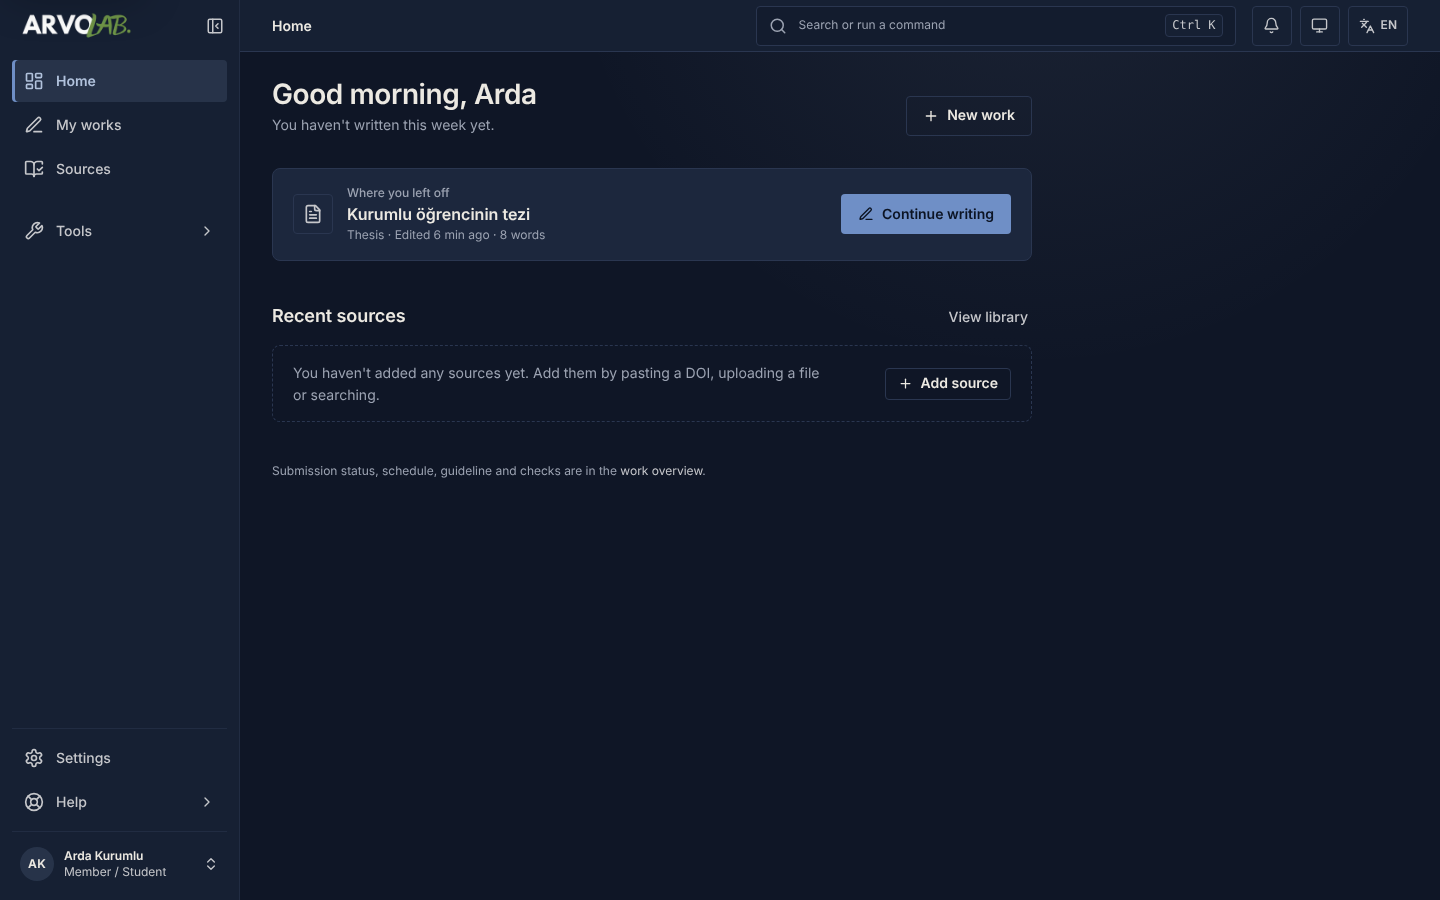 ARVOLAB.
Home
My works
Sources
Tools
Settings
Help
AK
Arda Kurumlu
Member / Student
Home
Search or run a command
Ctrl K
EN
Good morning, Arda
You haven't written this week yet.
New work
Where you left off
Kurumlu öğrencinin tezi
Thesis · Edited 6 min ago · 8 words
Continue writing
Recent sources
View library
You haven't added any sources yet. Add them by pasting a DOI, uploading a file
or searching.
Add source
Submission status, schedule, guideline and checks are in the work overview.